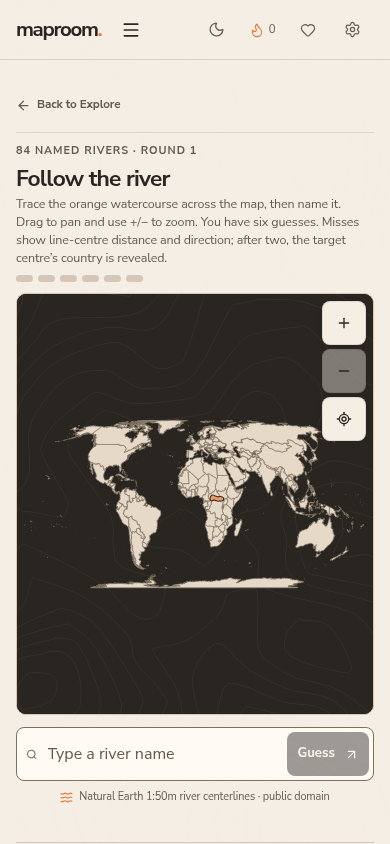 maproom.
0
Back to Explore
84 NAMED RIVERS · ROUND 1
Follow the river
Trace the orange watercourse across the map, then name it.
Drag to pan and use +/− to zoom. You have six guesses. Misses
show line-centre distance and direction; after two, the target
centre's country is revealed.
+
−
Type a river name
Guess
Natural Earth 1:50m river centerlines · public domain